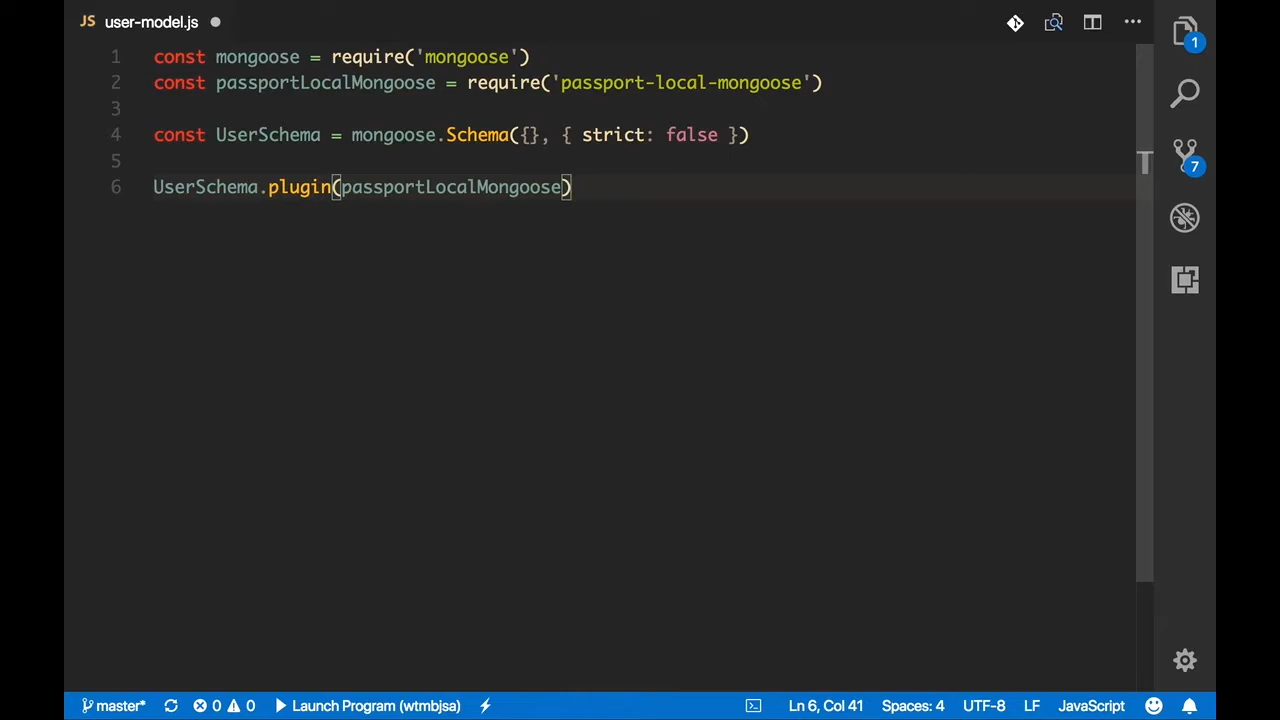 JS user-model.js
1 const mongoose = require('mongoose')
2 const passportLocalMongoose = require('passport-local-mongoose')
3
4 const UserSchema = mongoose.Schema({}, { strict: false })
5
6 UserSchema.plugin(passportLocalMongoose)
1
7
master* 0 0 Launch Program (wtmbjsa) Ln 6, Col 41 Spaces: 4 UTF-8 LF JavaScript